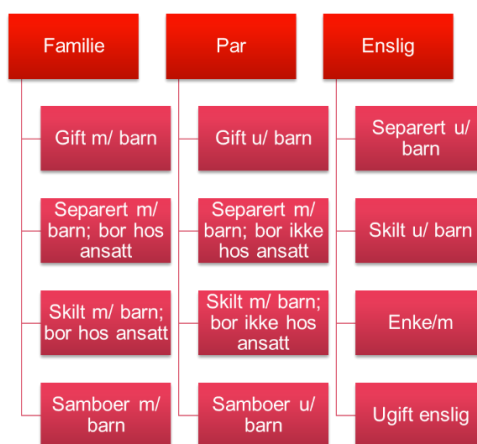 Familie
Gift m/ barn
Separert m/
barn; bor hos
ansatt
Skilt m/ barn;
bor hos ansatt
Samboer m/
barn
Par
Gift u/ barn
Separert m/
barn; bor ikke
hos ansatt
Skilt m/ barn;
bor ikke hos
ansatt
Samboer u/
barn
Enslig
Separert u/
barn
Skilt u/ barn
Enke/m
Ugift enslig